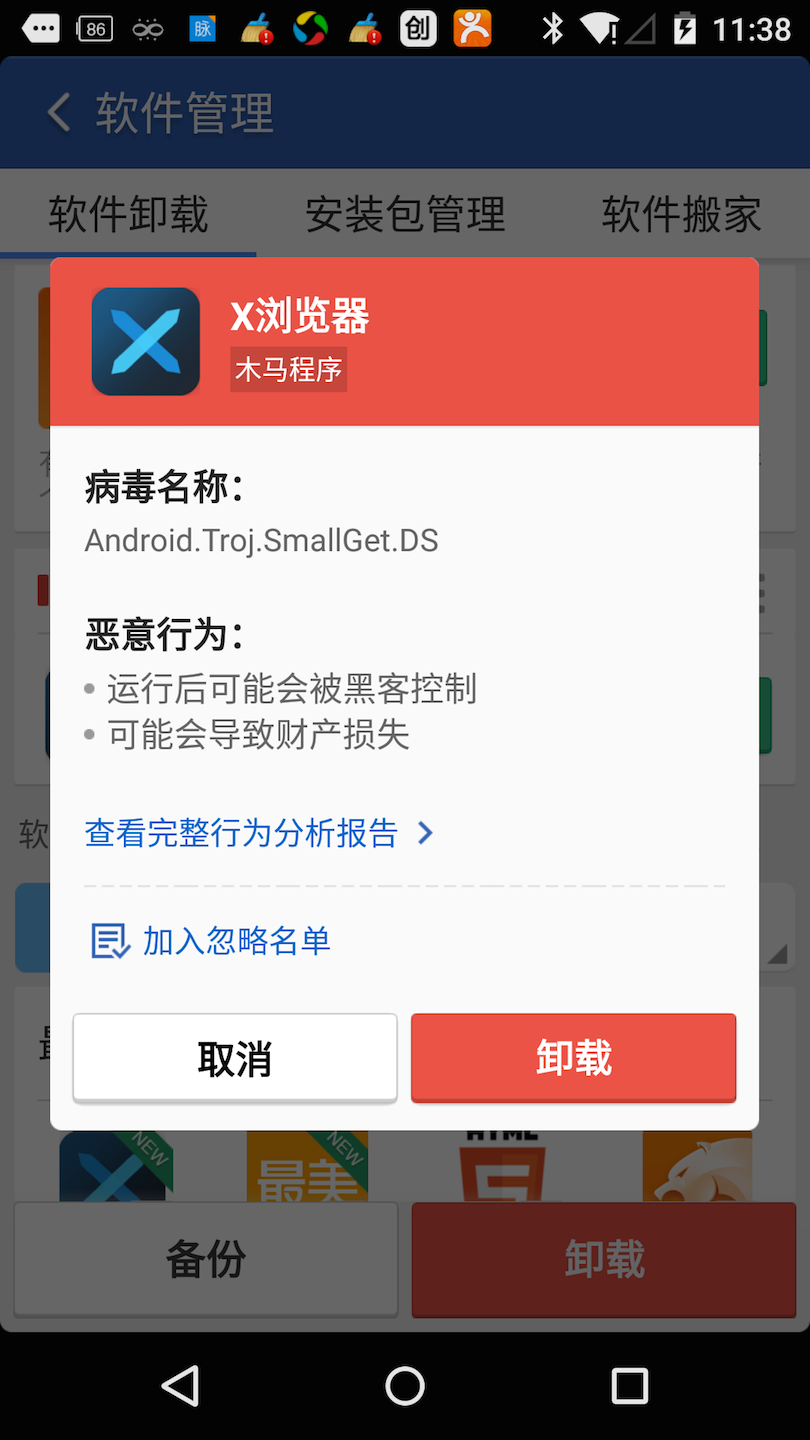 86
脉
创
11:38
软件管理
软件卸载 安装包管理 软件搬家
X浏览器
木马程序
病毒名称：
Android.Troj.SmallGet.DS
恶意行为：
运行后可能会被黑客控制
可能会导致财产损失
查看完整行为分析报告
加入忽略名单
取消 卸载
软
NEW NEW HTML
最美
备份 卸载